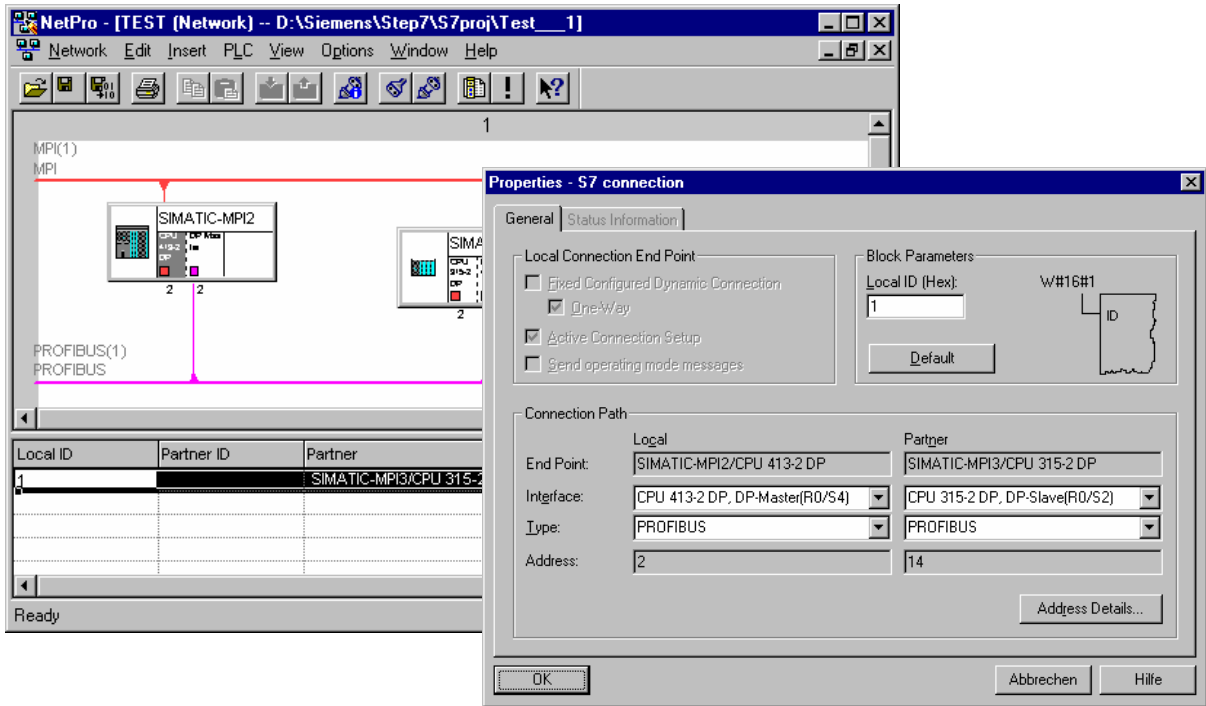 NetPro - [TEST (Network) -- D:\Siemens\Step7\S7proj\Test___1]
Network Edit Insert PLC View Options Window Help
1
MPI(1)
MPI
SIMATIC-MPI2
CPU DP Mas
413-2 ter
DP
2 2
SIMA
CPU
315-2
DP
2
PROFIBUS(1)
PROFIBUS
Local ID Partner ID Partner
1 SIMATIC-MPI3/CPU 315-2
Ready
Properties - S7 connection
General Status Information
Local Connection End Point
Fixed Configured Dynamic Connection
One-Way
Active Connection Setup
Send operating mode messages
Block Parameters
Local ID (Hex): W#16#1
1
ID
Default
Connection Path
Local Partner
End Point: SIMATIC-MPI2/CPU 413-2 DP SIMATIC-MPI3/CPU 315-2 DP
Interface: CPU 413-2 DP, DP-Master(R0/S4) CPU 315-2 DP, DP-Slave(R0/S2)
Type: PROFIBUS PROFIBUS
Address: 2 14
Address Details...
OK Abbrechen Hilfe